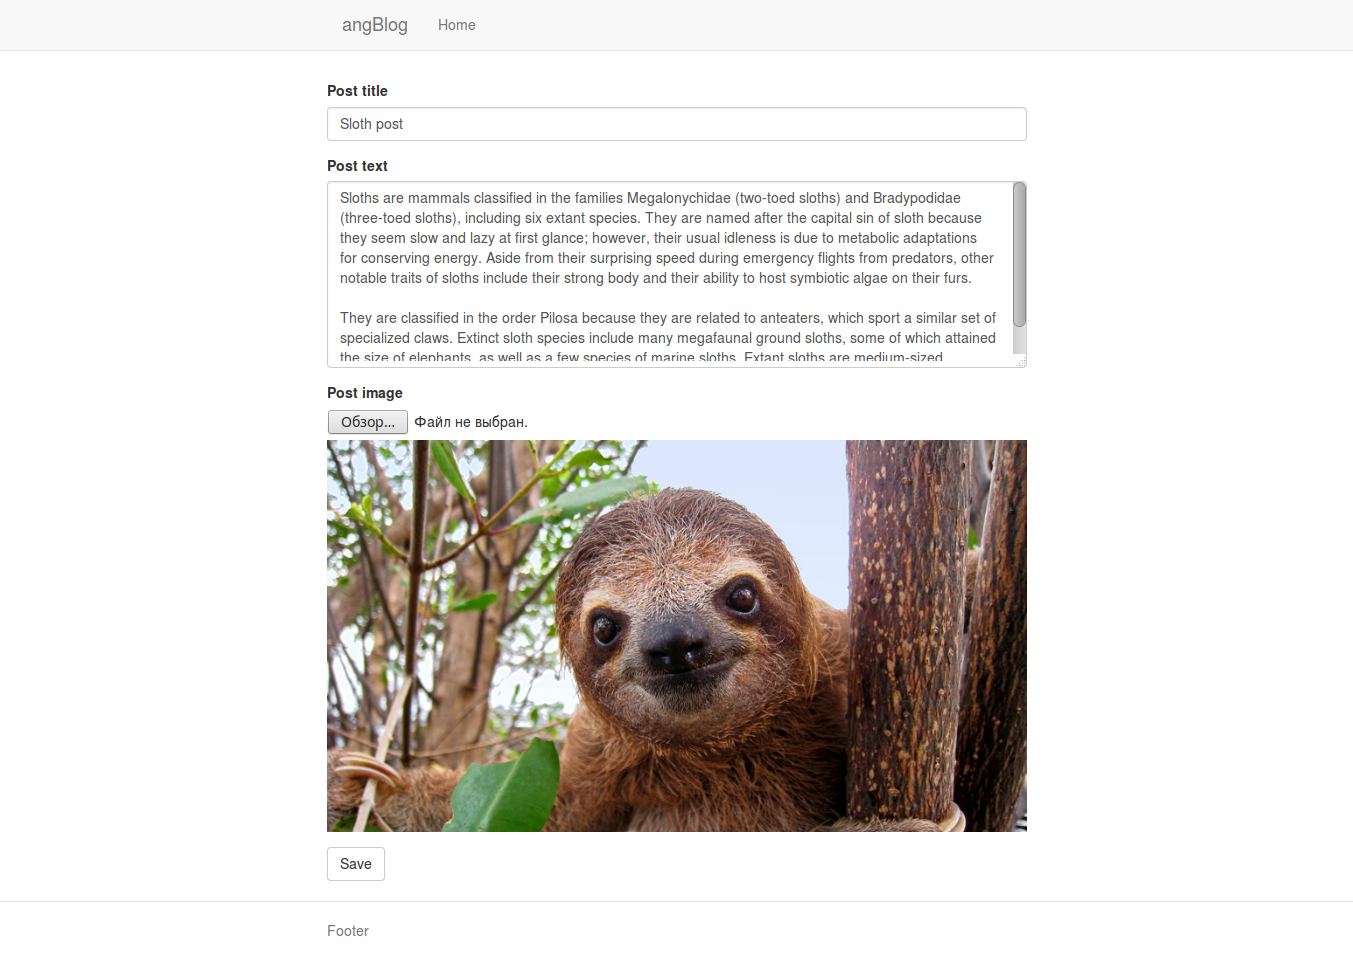 angBlog Home
Post title
Sloth post
Post text
Sloths are mammals classified in the families Megalonychidae (two-toed sloths) and Bradypodidae
(three-toed sloths), including six extant species. They are named after the capital sin of sloth because
they seem slow and lazy at first glance; however, their usual idleness is due to metabolic adaptations
for conserving energy. Aside from their surprising speed during emergency flights from predators, other
notable traits of sloths include their strong body and their ability to host symbiotic algae on their furs.
They are classified in the order Pilosa because they are related to anteaters, which sport a similar set of
specialized claws. Extinct sloth species include many megafaunal ground sloths, some of which attained
the size of elephants, as well as a few species of marine sloths. Extant sloths are medium-sized
Post image
Обзор... Файл не выбран.
Save
Footer